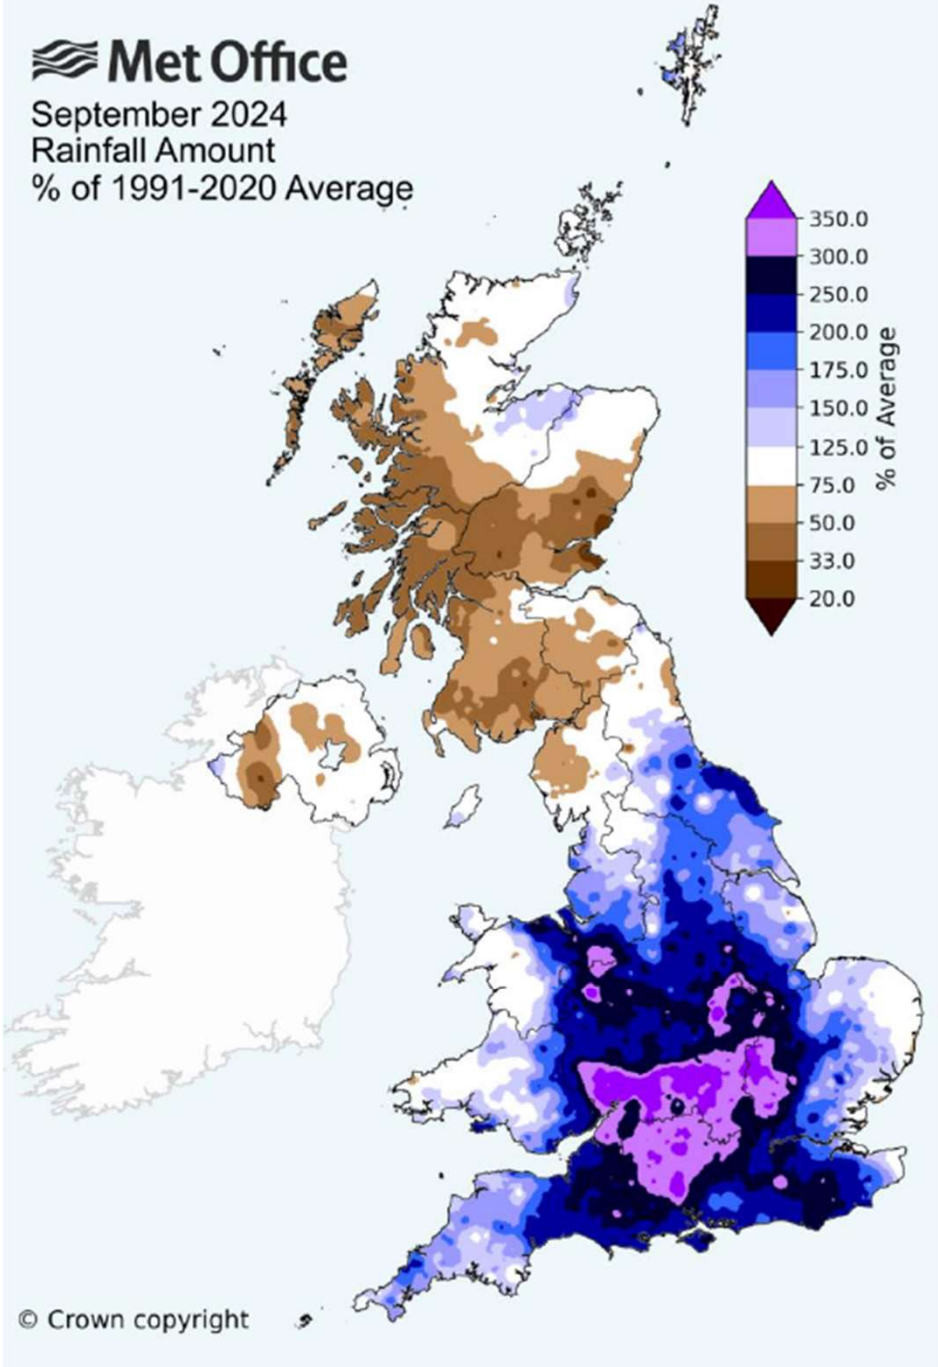 Met Office
September 2024
Rainfall Amount
% of 1991-2020 Average
350.0
300.0
250.0
200.0
175.0
150.0
125.0
75.0
50.0
33.0
20.0
% of Average
© Crown copyright